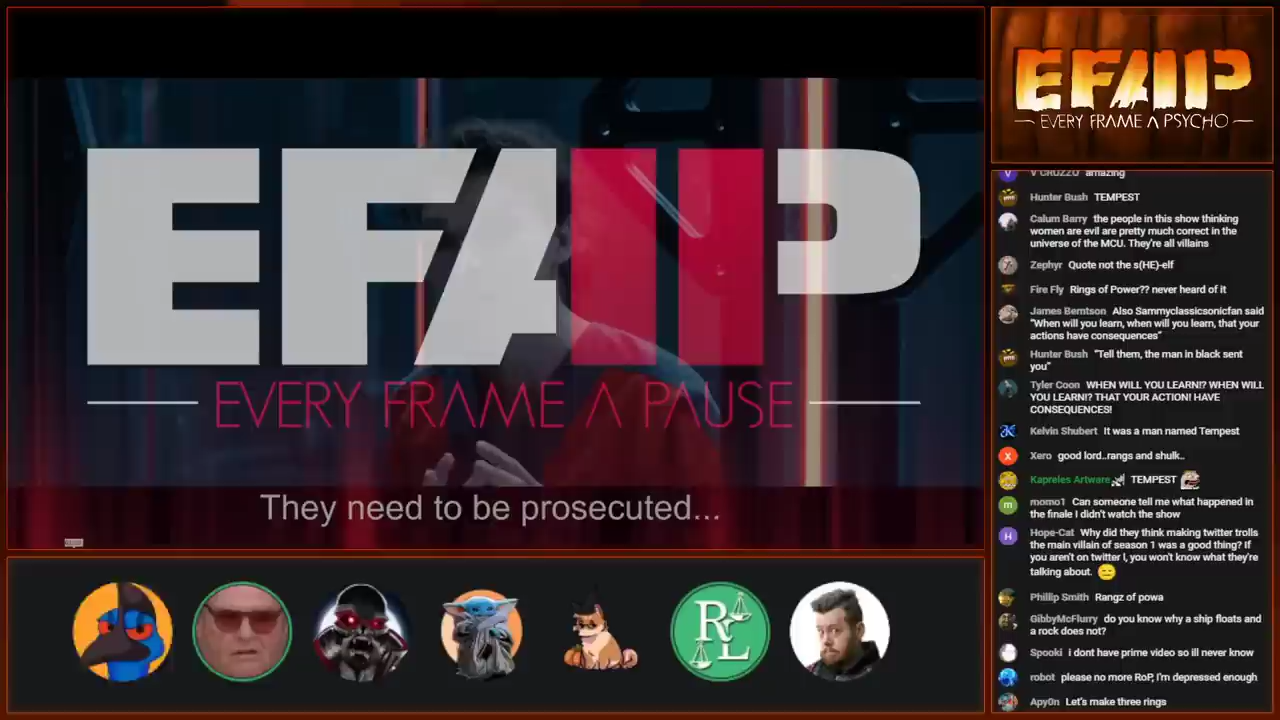 EFAP
EVERY FRAME A PAUSE
They need to be prosecuted...
RCL
EFAP
EVERY FRAME A PSYCHO
V CRUZZO amazing
Hunter Bush TEMPEST
Calum Barry the people in this show thinking
women are evil are pretty much correct in the
universe of the MCU. They're all villains
Zephyr Quote not the s(HE)-elf
Fire Fly Rings of Power?? never heard of it
James Berntson Also Sammyclassicsonicfan said
"When will you learn, when will you learn, that your
actions have consequences"
Hunter Bush "Tell them, the man in black sent
you"
Tyler Coon WHEN WILL YOU LEARN!? WHEN WILL
YOU LEARN!? THAT YOUR ACTION! HAVE
CONSEQUENCES!
Kelvin Shubert It was a man named Tempest
Xero good lord..rangs and shulk..
Kapreles Artware TEMPEST
momo1 Can someone tell me what happened in
the finale I didn't watch the show
Hope-Cat Why did they think making twitter trolls
the main villain of season 1 was a good thing? If
you aren't on twitter I, you won't know what they're
talking about.
Phillip Smith Rangz of powa
GibbyMcFlurry do you know why a ship floats and
a rock does not?
Spooki i dont have prime video so ill never know
robot please no more RoP, I'm depressed enough
Apy0n Let's make three rings